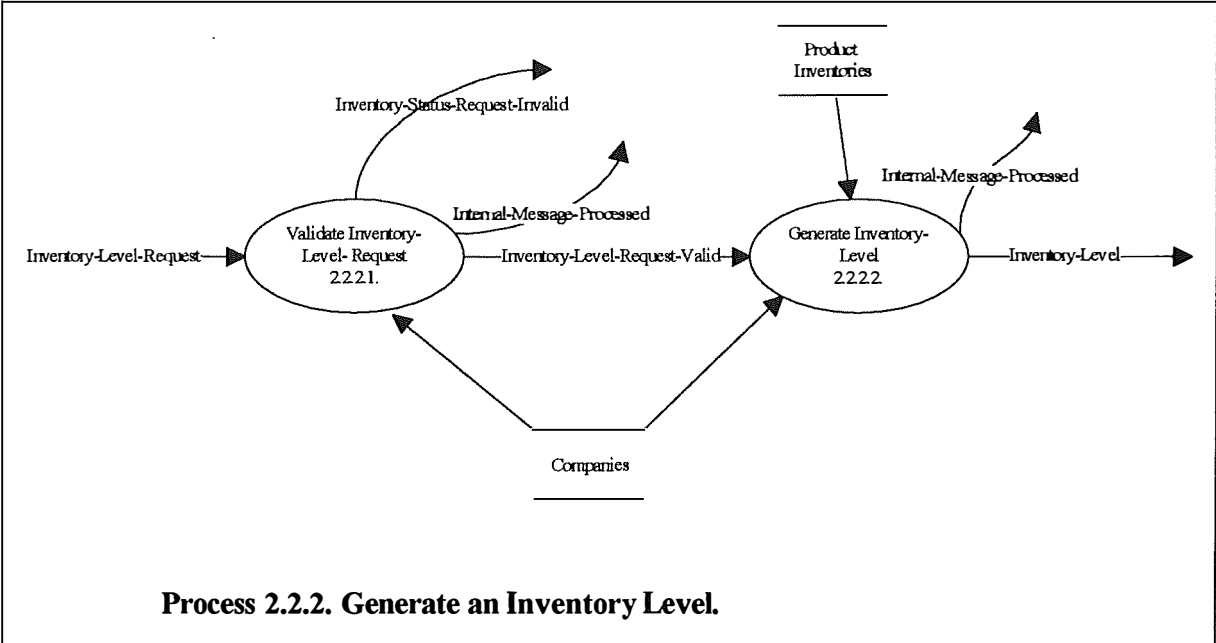 Product
Inventories
Inventory-Status-Request-Invalid
Internal-Message-Processed
Internal-Message-Processed
Inventory-Level-Request
Validate Inventory-
Level- Request
2.2.2.1.
Inventory-Level-Request-Valid
Generate Inventory-
Level
2.2.2.2
Inventory-Level
Companies
Process 2.2.2. Generate an Inventory Level.